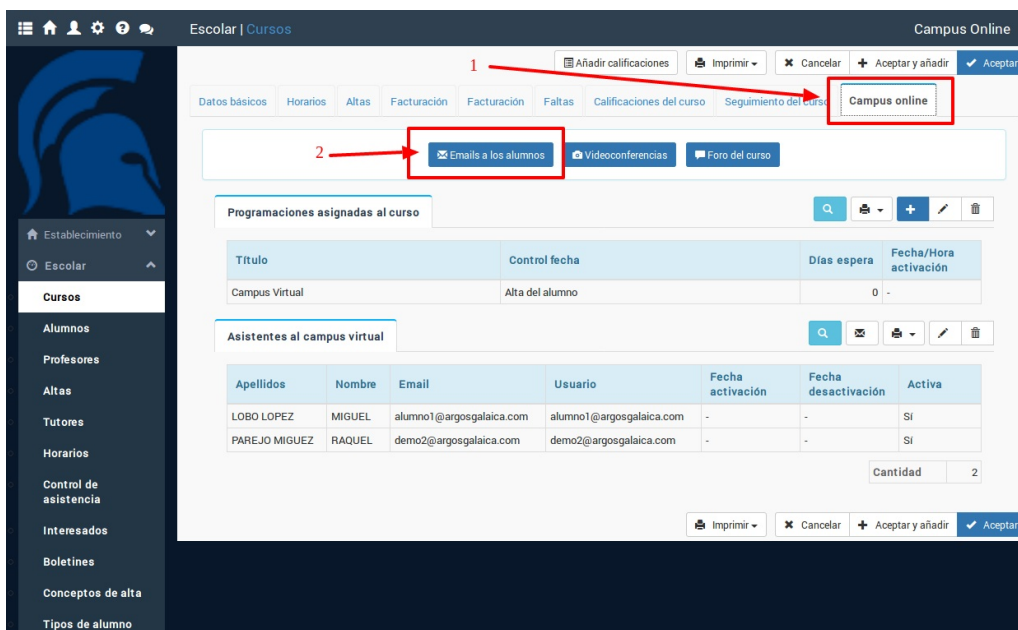 Escolar | Cursos
Campus Online
1
Añadir calificaciones
Imprimir
Cancelar
Aceptar y añadir
Aceptar
Datos básicos
Horarios
Altas
Facturación
Facturación
Faltas
Calificaciones del curso
Seguimiento del curso
Campus online
2
Emails a los alumnos
Videoconferencias
Foro del curso
Programaciones asignadas al curso
Título
Control fecha
Días espera
Fecha/Hora
activación
Campus Virtual
Alta del alumno
0
-
Asistentes al campus virtual
Apellidos
Nombre
Email
Usuario
Fecha
activación
Fecha
desactivación
Activa
LOBO LOPEZ
MIGUEL
alumno1@argosgalaica.com
alumno1@argosgalaica.com
-
-
Sí
PAREJO MIGUEZ
RAQUEL
demo2@argosgalaica.com
demo2@argosgalaica.com
-
-
Sí
Cantidad
2
Imprimir
Cancelar
Aceptar y añadir
Aceptar
Establecimiento
Escolar
Cursos
Alumnos
Profesores
Altas
Tutores
Horarios
Control de
asistencia
Interesados
Boletines
Conceptos de alta
Tipos de alumno